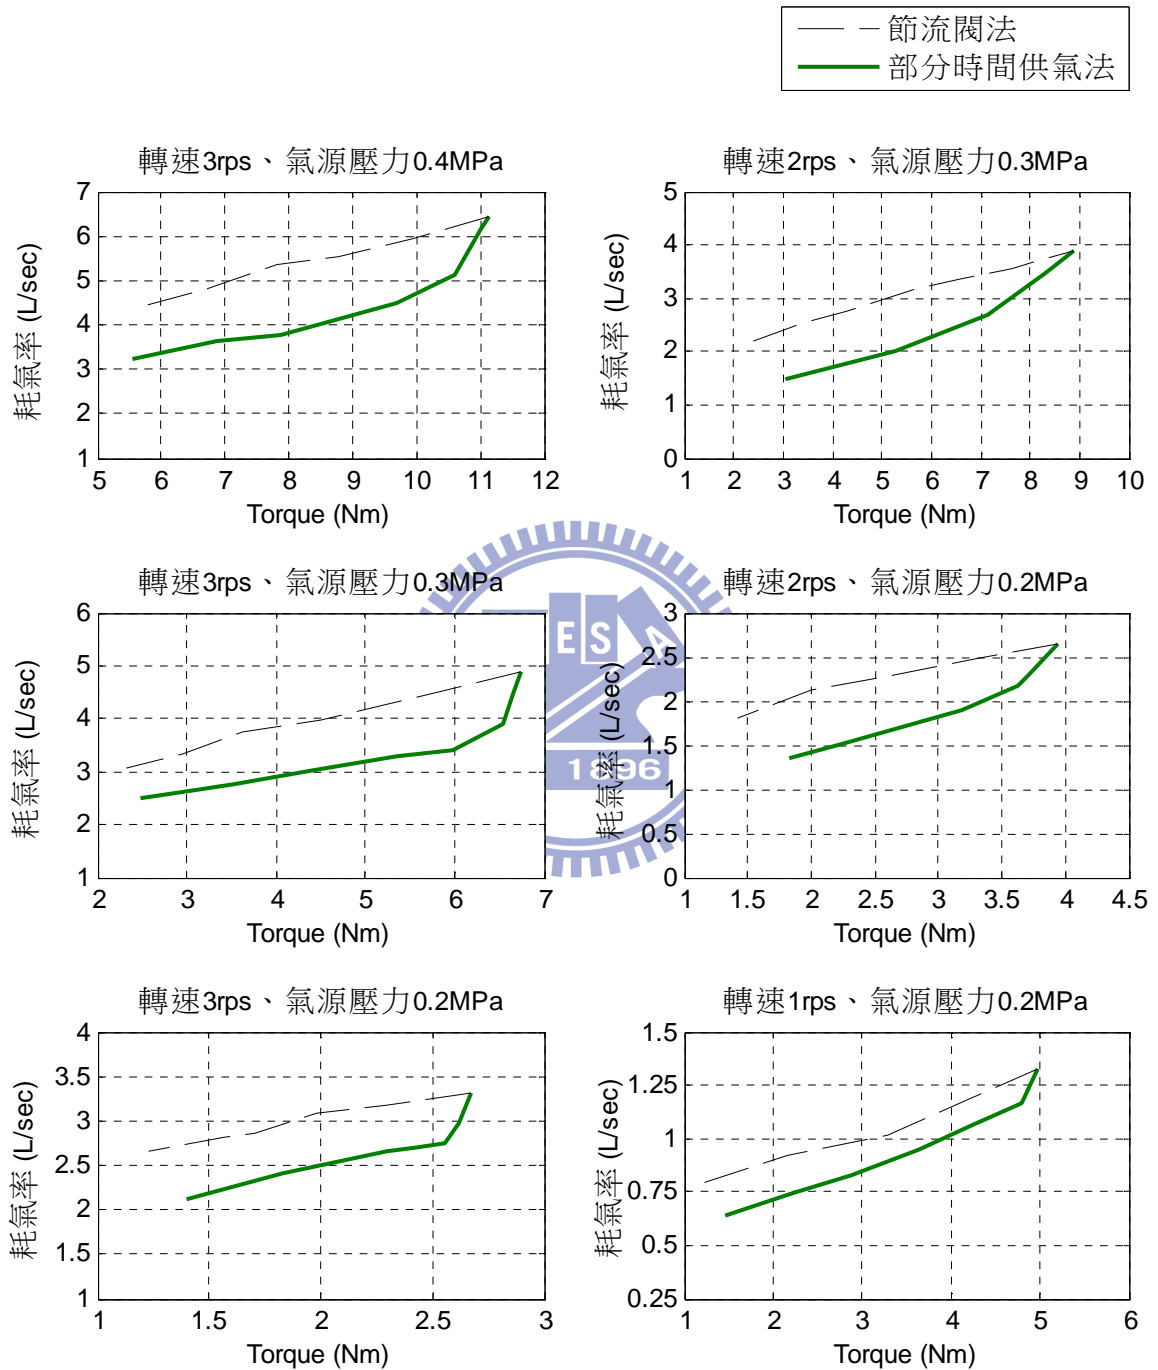 節流閥法
部分時間供氣法
轉速3rps、氣源壓力0.4MPa
7
6
5
4
3
2
1
5 6 7 8 9 10 11 12
耗氣率 (L/sec)
Torque (Nm)
轉速2rps、氣源壓力0.3MPa
5
4
3
2
1
0
1 2 3 4 5 6 7 8 9 10
耗氣率 (L/sec)
Torque (Nm)
轉速3rps、氣源壓力0.3MPa
6
5
4
3
2
1
2 3 4 5 6 7
耗氣率 (L/sec)
Torque (Nm)
E S A
1896
轉速2rps、氣源壓力0.2MPa
3
2.5
2
1.5
1
0.5
0
1 1.5 2 2.5 3 3.5 4 4.5
耗氣率 (L/sec)
Torque (Nm)
轉速3rps、氣源壓力0.2MPa
4
3.5
3
2.5
2
1.5
1
1 1.5 2 2.5 3
耗氣率 (L/sec)
Torque (Nm)
轉速1rps、氣源壓力0.2MPa
1.5
1.25
1
0.75
0.5
0.25
1 2 3 4 5 6
耗氣率 (L/sec)
Torque (Nm)